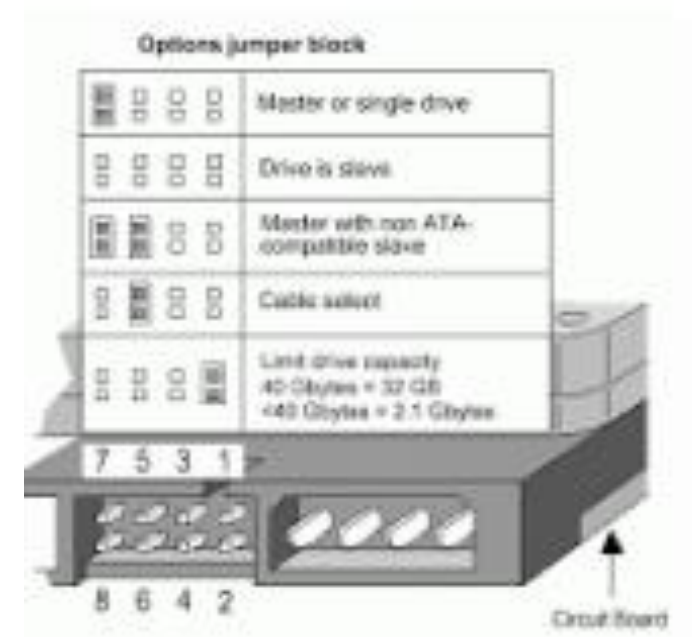 Options jumper block
Master or single drive
Drive is slave
Master with non ATA-
compatible slave
Cable select
Limit drive capacity
40 Gbytes = 32 GB
<40 Gbytes = 2.1 Gbytes
7 5 3 1
8 6 4 2
Circuit Board